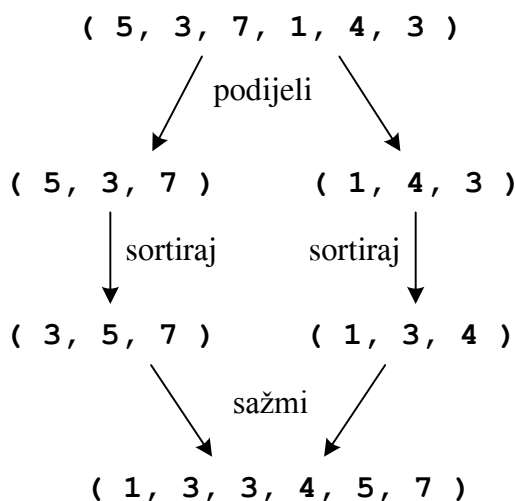 ( 5, 3, 7, 1, 4, 3 )
podijeli
( 5, 3, 7 ) ( 1, 4, 3 )
sortiraj sortiraj
( 3, 5, 7 ) ( 1, 3, 4 )
sažmi
( 1, 3, 3, 4, 5, 7 )